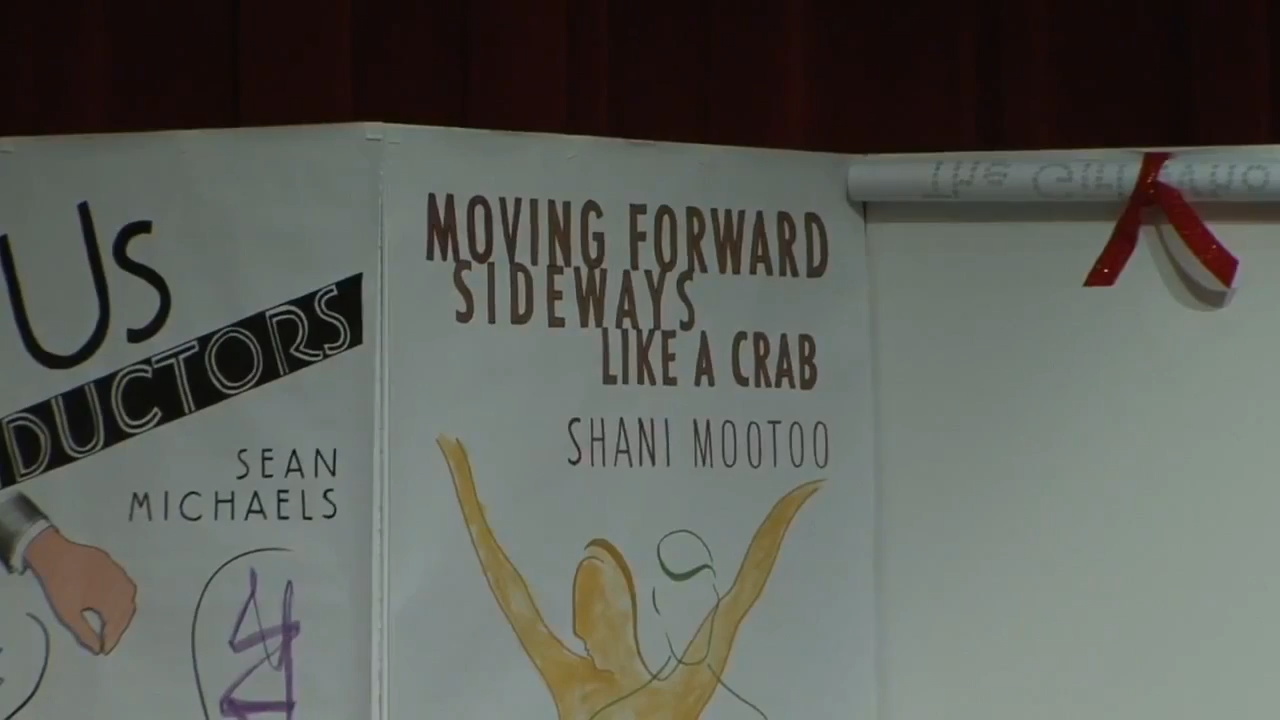 US
DUCTORS
SEAN
MICHAELS
MOVING FORWARD
SIDEWAYS
LIKE A CRAB
SHANI MOOTOO